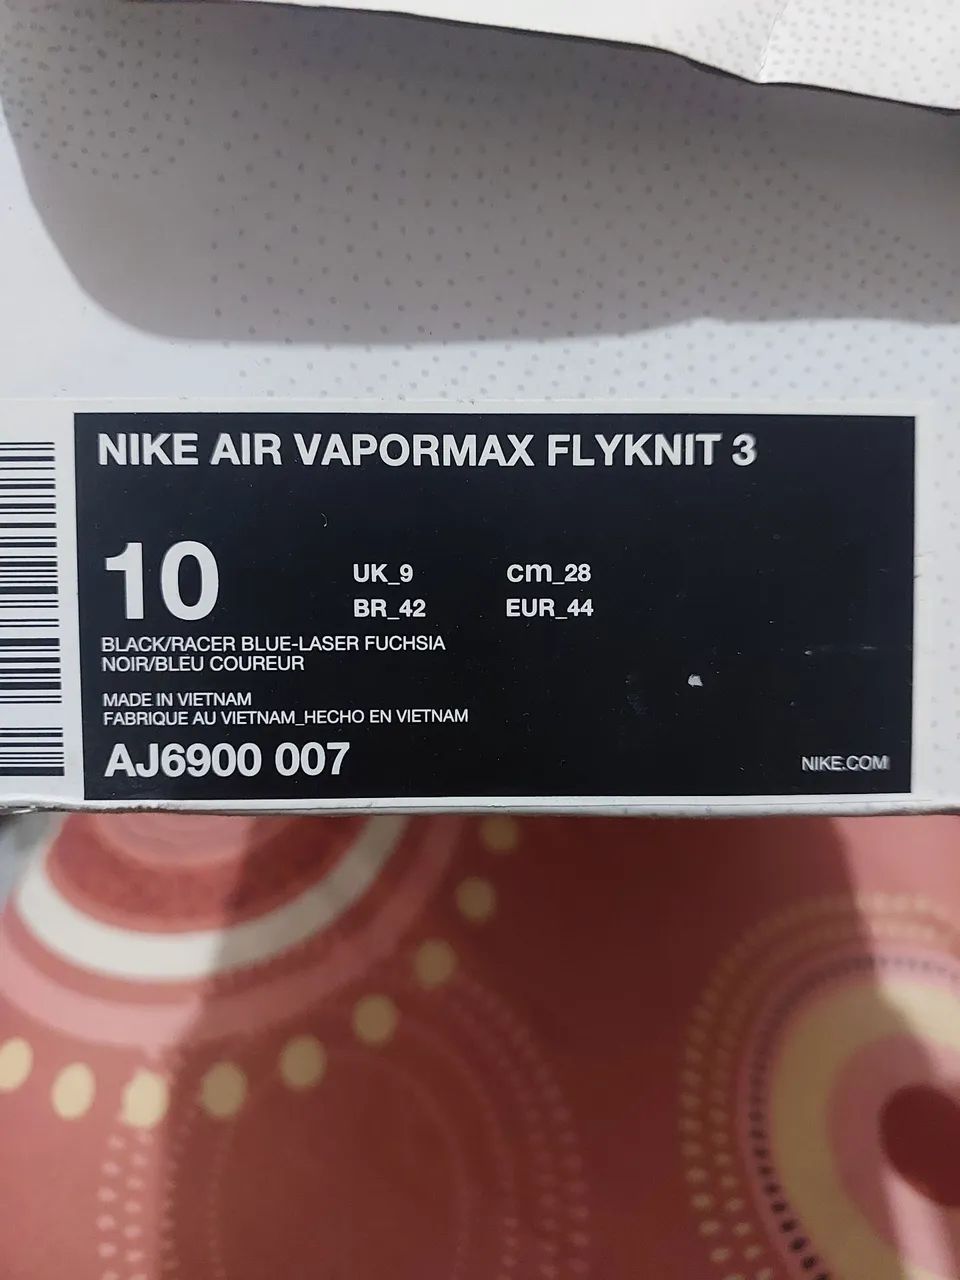 NIKE AIR VAPORMAX FLYKNIT 3
10
UK_9 cm_28
BR_42 EUR_44
BLACK/RACER BLUE-LASER FUCHSIA
NOIR/BLEU COUREUR
MADE IN VIETNAM
FABRIQUE AU VIETNAM_HECHO EN VIETNAM
AJ6900 007
NIKE.COM